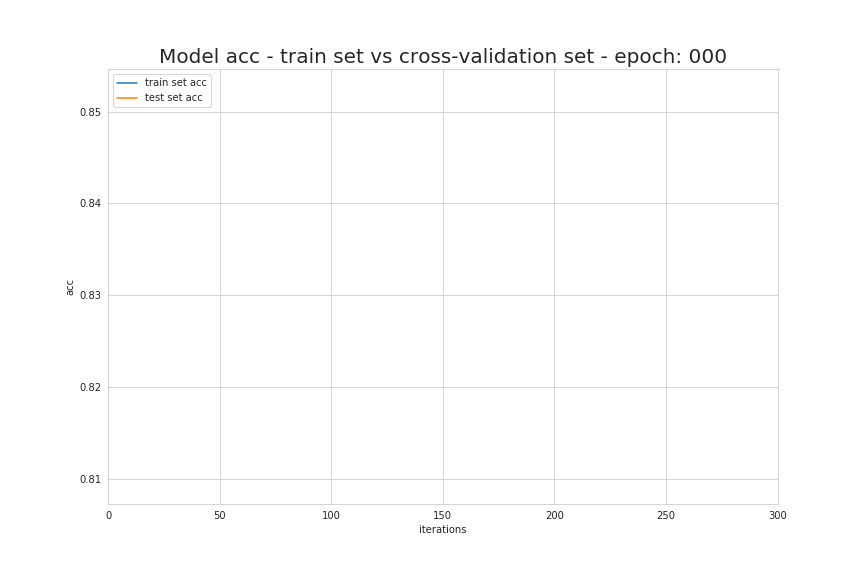 Model acc - train set vs cross-validation set - epoch: 000
train set acc
test set acc
0.85
0.84
0.83
acc
0.82
0.81
0 50 100 150 200 250 300
iterations